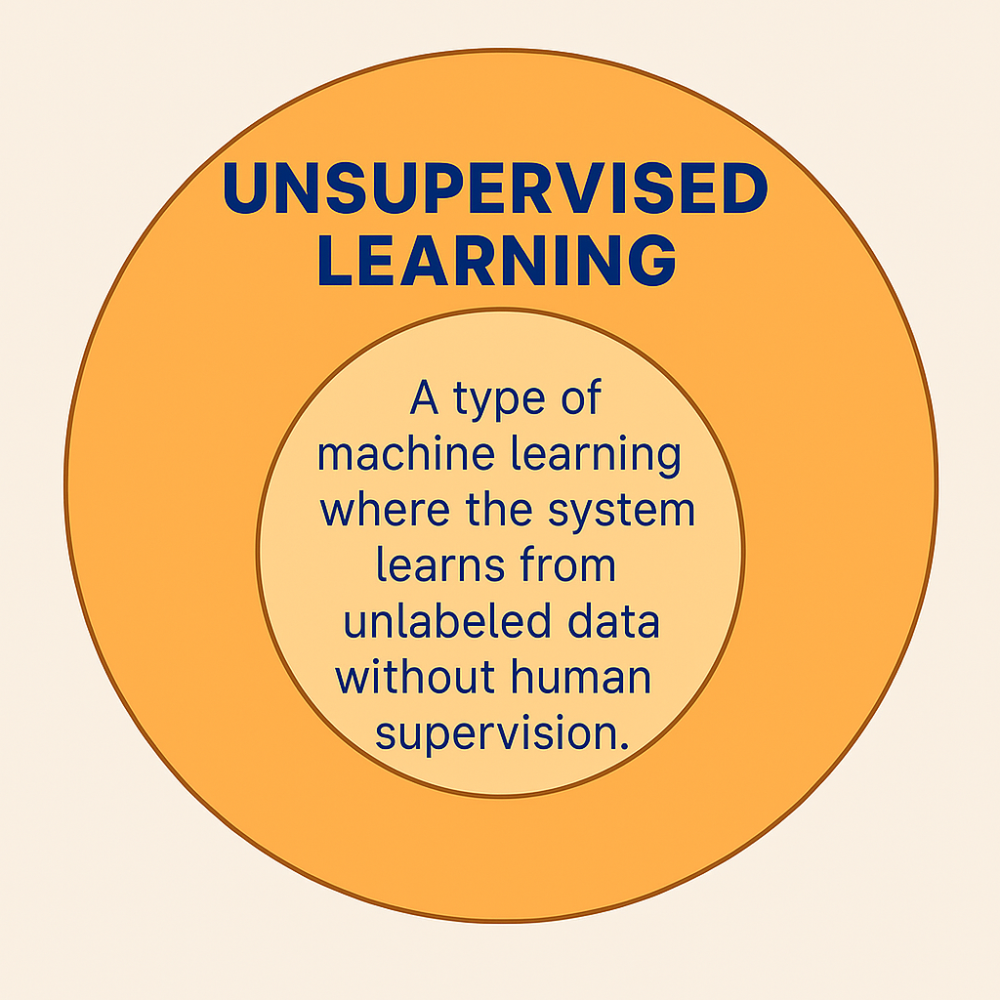 UNSUPERVISED
LEARNING
A type of
machine learning
where the system
learns from
unlabeled data
without human
supervision.